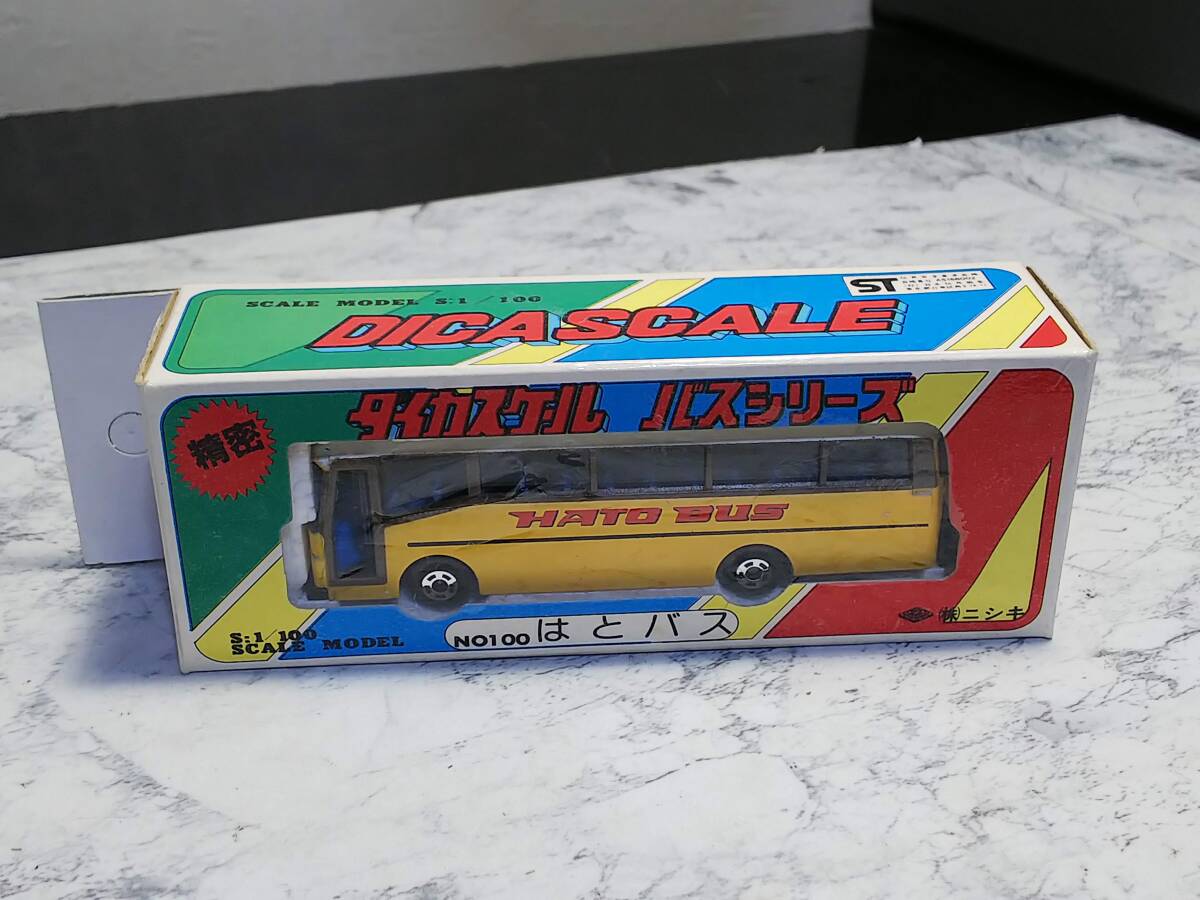 SCALE MODEL S:1/100
DICASCALE
ST
ダイカスケール バスシリーズ
精密
HATO BUS
S:1/100
SCALE MODEL
NO100 はとバス
㈱ニシキ